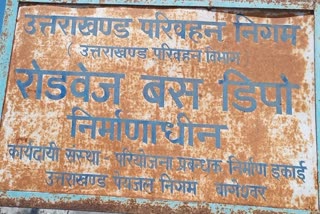 उत्तराखण्ड परिवहन निगम
( उत्तराखण्ड परिवहन विभाग
रोडवेज बस डिपो
निर्माणाधीन
कार्यदायी संस्था - परियोजना प्रबन्धक निर्माण इकाई
उत्तराखण्ड पेयजल निगम बागेश्वर